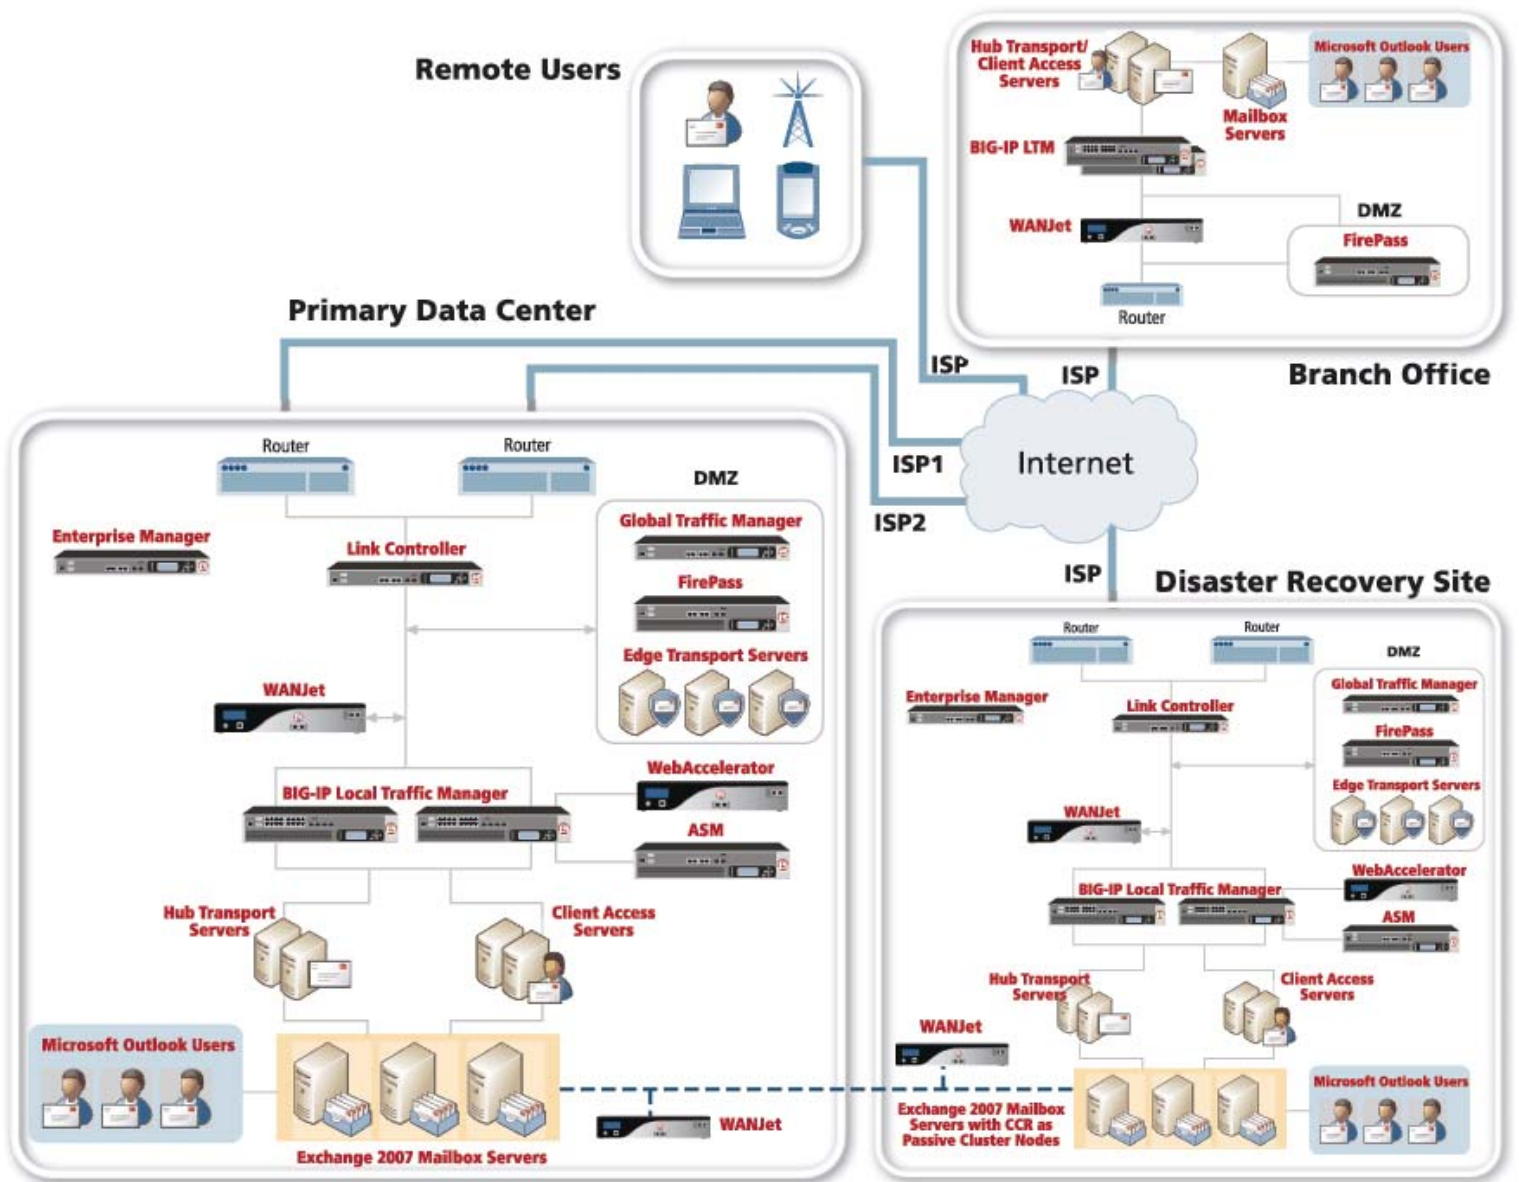 Remote Users
Hub Transport/
Client Access
Servers
Microsoft Outlook Users
Mailbox
Servers
BIG-IP LTM
WANJet
DMZ
FirePass
Router
Branch Office
Primary Data Center
ISP
ISP
Internet
ISP1
ISP2
ISP
Router
Router
DMZ
Enterprise Manager
Link Controller
Global Traffic Manager
FirePass
Edge Transport Servers
WANJet
BIG-IP Local Traffic Manager
WebAccelerator
ASM
Hub Transport
Servers
Client Access
Servers
Microsoft Outlook Users
Exchange 2007 Mailbox Servers
WANJet
Disaster Recovery Site
Router
Router
DMZ
Enterprise Manager
Link Controller
Global Traffic Manager
FirePass
Edge Transport Servers
WANJet
BIG-IP Local Traffic Manager
WebAccelerator
ASM
Hub Transport
Servers
Client Access
Servers
WANJet
Exchange 2007 Mailbox
Servers with CCR as
Passive Cluster Nodes
Microsoft Outlook Users